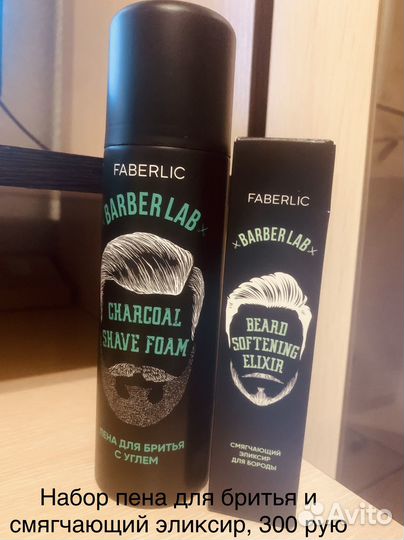 FABERLIC
BARBER LAB
CHARCOAL
SHAVE FOAM
ПЕНА ДЛЯ БРИТЬЯ
С УГЛЕМ
FABERLIC
BARBER LAB
BEARD
SOFTENING
ELIXIR
СМЯГЧАЮЩИЙ
ЭЛИКСИР
ДЛЯ БОРОДЫ
Набор пена для бритья и
смягчающий эликсир, 300 рую
Avito